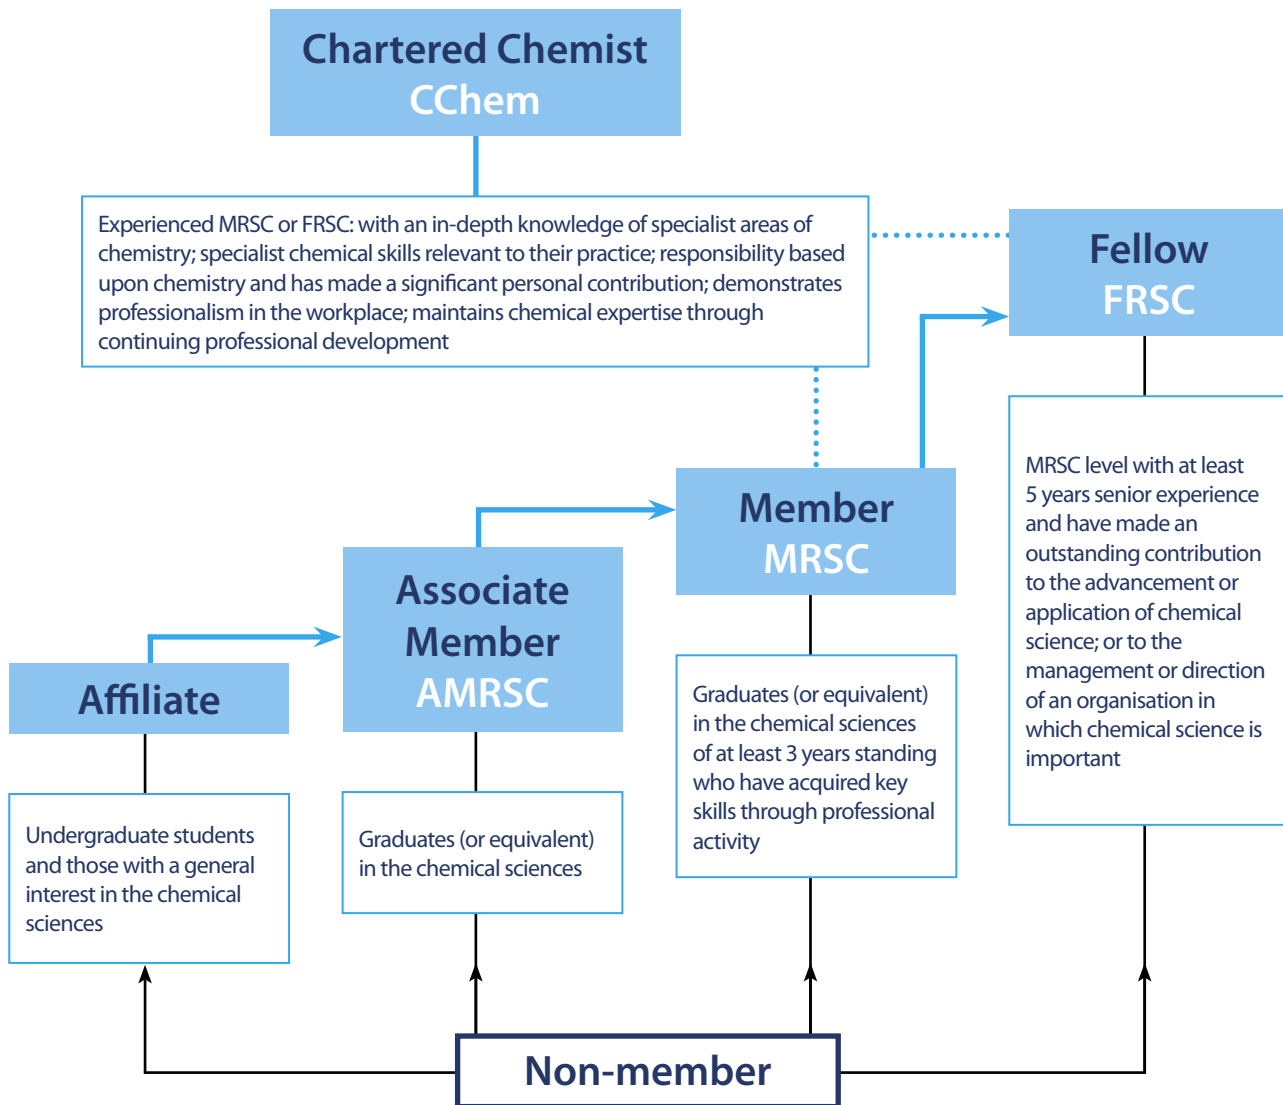 Chartered Chemist
CChem
Experienced MRSC or FRSC: with an in-depth knowledge of specialist areas of
chemistry; specialist chemical skills relevant to their practice; responsibility based
upon chemistry and has made a significant personal contribution; demonstrates
professionalism in the workplace; maintains chemical expertise through
continuing professional development
Fellow
FRSC
MRSC level with at least
5 years senior experience
and have made an
outstanding contribution
to the advancement or
application of chemical
science; or to the
management or direction
of an organisation in
which chemical science is
important
Member
MRSC
Graduates (or equivalent)
in the chemical sciences
of at least 3 years standing
who have acquired key
skills through professional
activity
Associate
Member
AMRSC
Graduates (or equivalent)
in the chemical sciences
Affiliate
Undergraduate students
and those with a general
interest in the chemical
sciences
Non-member